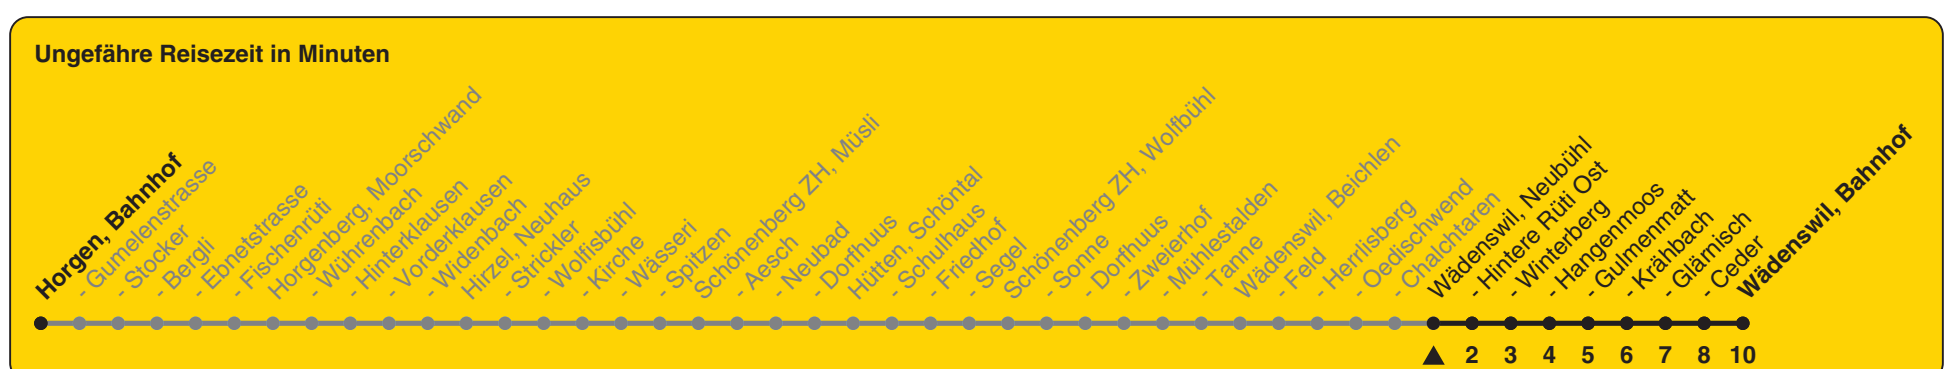 Ungefähre Reisezeit in Minuten
Horgen, Bahnhof
- Gumelenstrasse
- Stocker
- Bergli
- Ebnetstrasse
- Fischenrüti
Horgenberg, Moorschwand
- Wührenbach
- Hinterklausen
- Vorderklausen
- Widenbach
Hirzel, Neuhaus
- Strickler
- Wolfisbühl
- Kirche
- Wässeri
- Spitzen
Schönenberg ZH, Müsli
- Aesch
- Neubad
- Dorfhuus
Hütten, Schöntal
- Schulhaus
- Friedhof
- Segel
Schönenberg ZH, Wolfbühl
- Sonne
- Dorfhuus
- Zweierhof
- Mühlestalden
- Tanne
Wädenswil, Beichlen
- Feld
- Herrlisberg
- Oedischwend
- Chalchtaren
Wädenswil, Neubühl
- Hintere Rüti Ost
- Winterberg
- Hangenmoos
- Gulmenmatt
- Krähbach
- Glärnisch
- Ceder
Wädenswil, Bahnhof
2 3 4 5 6 7 8 10